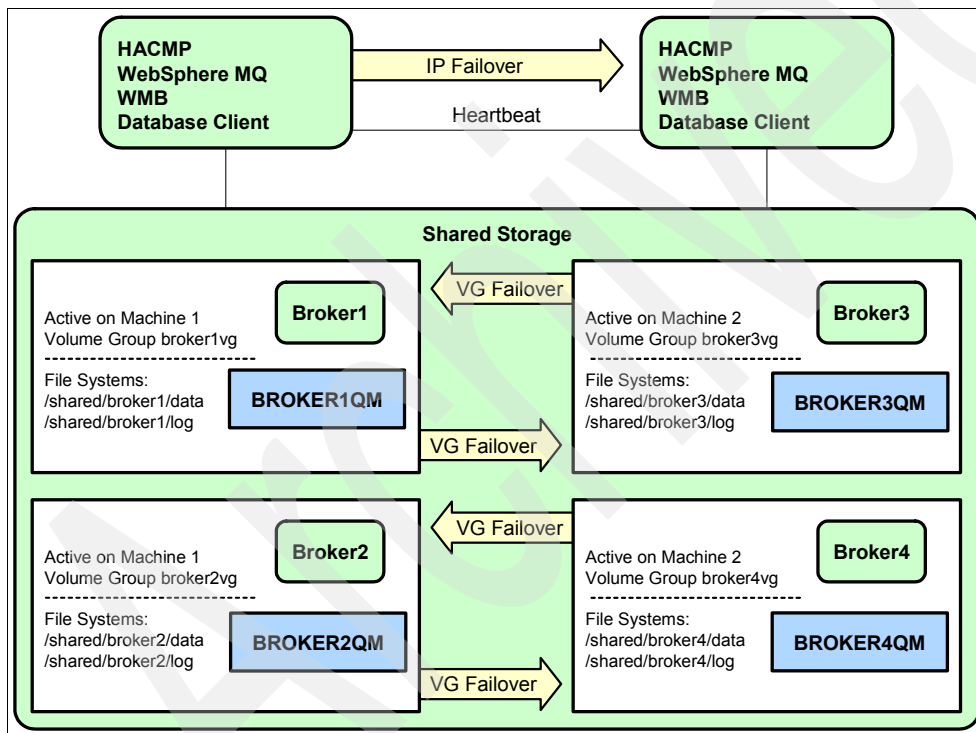 HACMP
WebSphere MQ
WMB
Database Client
IP Failover
Heartbeat
HACMP
WebSphere MQ
WMB
Database Client
Shared Storage
Active on Machine 1
Volume Group broker1vg
--------------------------------------
File Systems:
/shared/broker1/data
/shared/broker1/log
Broker1
BROKER1QM
VG Failover
VG Failover
Active on Machine 2
Volume Group broker3vg
--------------------------------------
File Systems:
/shared/broker3/data
/shared/broker3/log
Broker3
BROKER3QM
Active on Machine 1
Volume Group broker2vg
--------------------------------------
File Systems:
/shared/broker2/data
/shared/broker2/log
Broker2
BROKER2QM
VG Failover
VG Failover
Active on Machine 2
Volume Group broker4vg
--------------------------------------
File Systems:
/shared/broker4/data
/shared/broker4/log
Broker4
BROKER4QM